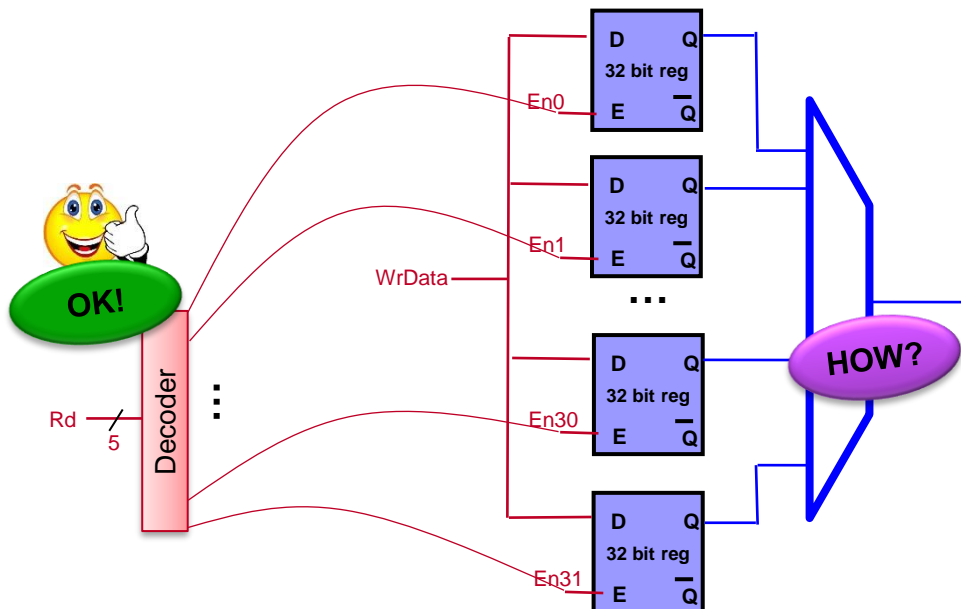 D Q
32 bit reg
En0
E Q
D Q
32 bit reg
En1
E Q
WrData
...
OK!
HOW?
D Q
32 bit reg
Rd
5
Decoder
...
En30
E Q
D Q
32 bit reg
En31
E Q